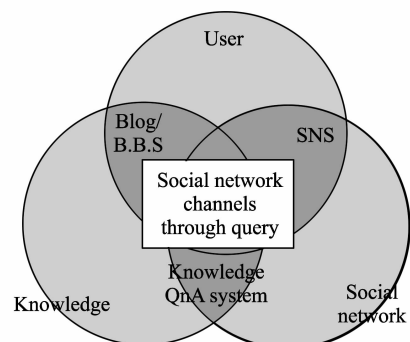 User
Blog/
B.B.S
SNS
Social network
channels
through query
Knowledge
QnA system
Knowledge
Social
network